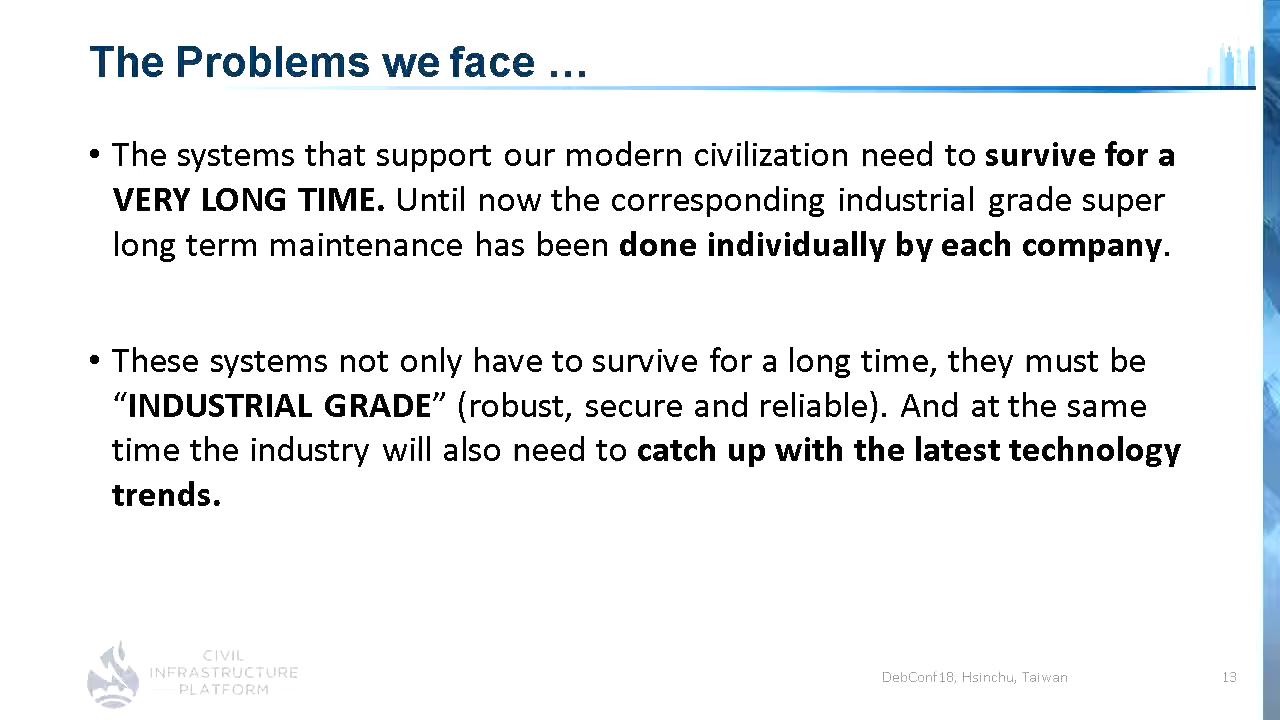 The Problems we face …
• The systems that support our modern civilization need to survive for a
VERY LONG TIME. Until now the corresponding industrial grade super
long term maintenance has been done individually by each company.
• These systems not only have to survive for a long time, they must be
“INDUSTRIAL GRADE” (robust, secure and reliable). And at the same
time the industry will also need to catch up with the latest technology
trends.
CIVIL
INFRASTRUCTURE
PLATFORM
DebConf18, Hsinchu, Taiwan
13